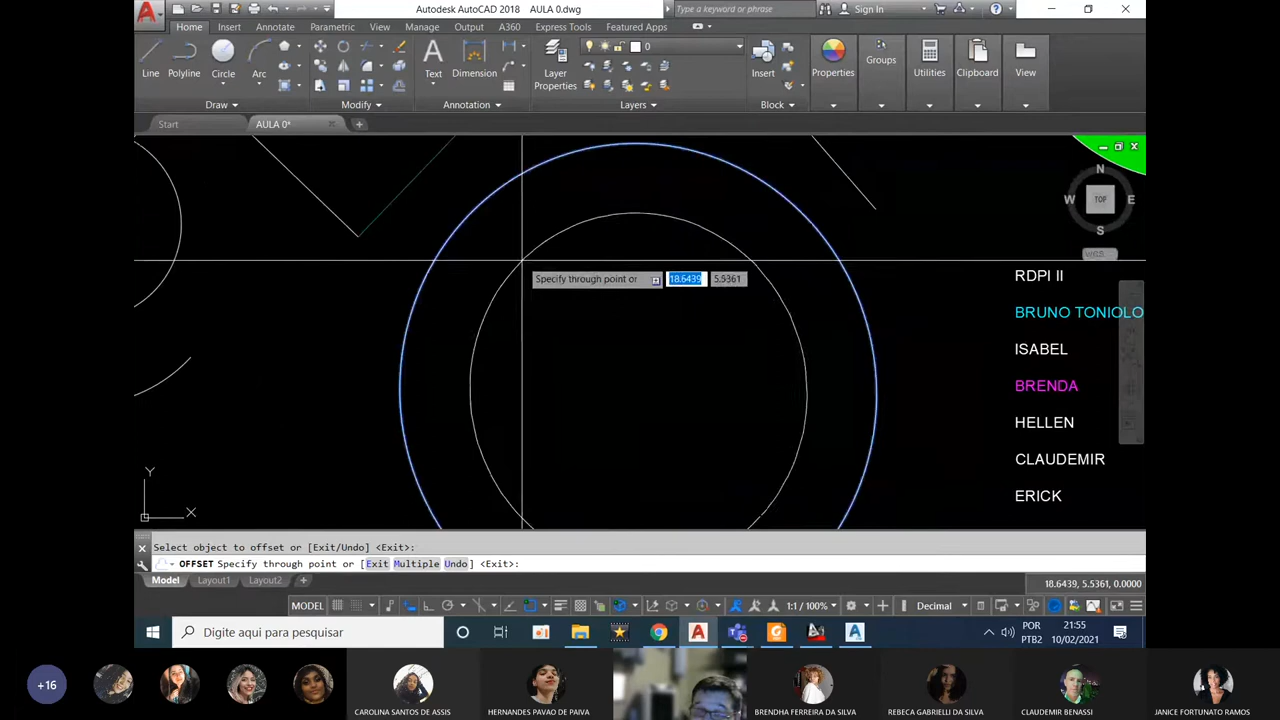 Autodesk AutoCAD 2018 AULA 0.dwg
Type a keyword or phrase
Sign In
Home Insert Annotate Parametric View Manage Output A360 Express Tools Featured Apps
Line Polyline Circle Arc Text Dimension Layer Properties 0 Insert Properties Groups Utilities Clipboard View
Draw Modify Annotation Layers Block
Start AULA 0*
N
W TOP E
S
WCS
Specify through point or 18.6439 5.5361
RDPI II
BRUNO TONIOLO
ISABEL
BRENDA
HELLEN
CLAUDEMIR
ERICK
Y
X
Select object to offset or [Exit/Undo] <Exit>:
OFFSET Specify through point or [Exit Multiple Undo] <Exit>:
Model Layout1 Layout2 +
18.6439, 5.5361, 0.0000
MODEL 1:1 / 100% Decimal
Digite aqui para pesquisar
POR
PTB2
21:55
10/02/2021
+16
CAROLINA SANTOS DE ASSIS
HERNANDES PAVAO DE PAIVA
BRENDHA FERREIRA DA SILVA
REBECA GABRIELLI DA SILVA
CLAUDEMIR BENASSI
JANICE FORTUNATO RAMOS